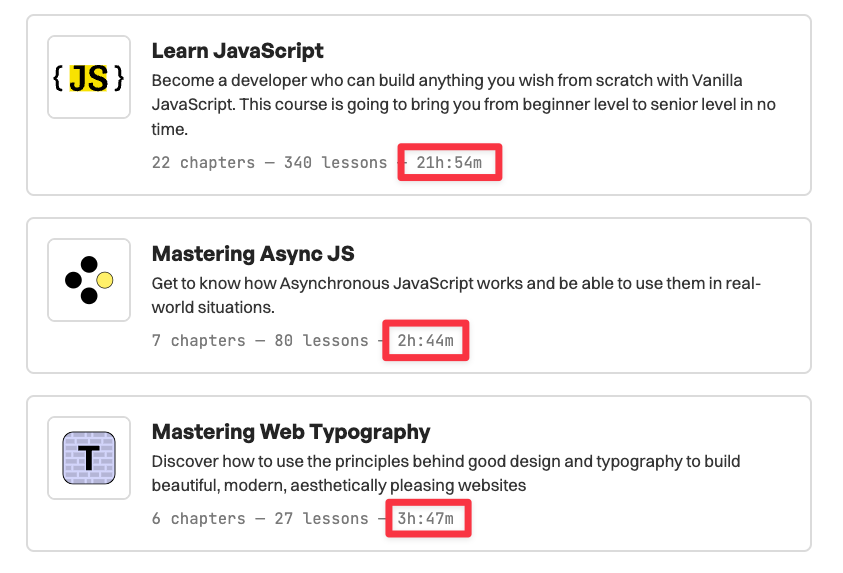 { JS }
Learn JavaScript
Become a developer who can build anything you wish from scratch with Vanilla
JavaScript. This course is going to bring you from beginner level to senior level in no
time.
22 chapters — 340 lessons — 21h:54m
Mastering Async JS
Get to know how Asynchronous JavaScript works and be able to use them in real-
world situations.
7 chapters — 80 lessons — 2h:44m
T
Mastering Web Typography
Discover how to use the principles behind good design and typography to build
beautiful, modern, aesthetically pleasing websites
6 chapters — 27 lessons — 3h:47m